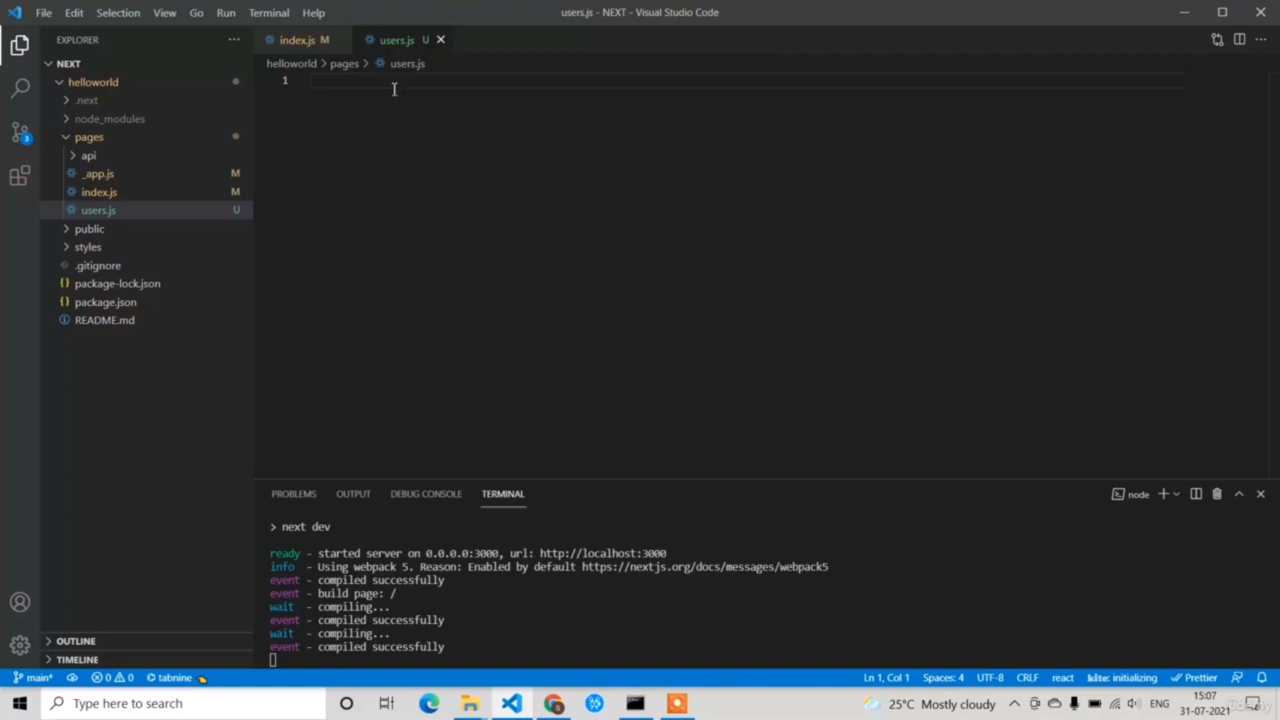 File Edit Selection View Go Run Terminal Help
users.js - NEXT - Visual Studio Code
EXPLORER
index.js M
users.js U
NEXT
helloworld > pages > users.js
helloworld
1
.next
node_modules
pages
api
_app.js M
index.js M
users.js U
public
styles
.gitignore
package-lock.json
package.json
README.md
PROBLEMS OUTPUT DEBUG CONSOLE TERMINAL
node
> next dev
ready - started server on 0.0.0.0:3000, url: http://localhost:3000
info - Using webpack 5. Reason: Enabled by default https://nextjs.org/docs/messages/webpack5
event - compiled successfully
event - build page: /
wait - compiling...
event - compiled successfully
wait - compiling...
event - compiled successfully
OUTLINE
TIMELINE
main* 0 0 tabnine
Ln 1, Col 1 Spaces: 4 UTF-8 CRLF react kite: initializing Prettier
Type here to search
25°C Mostly cloudy
ENG
15:07
31-07-2021